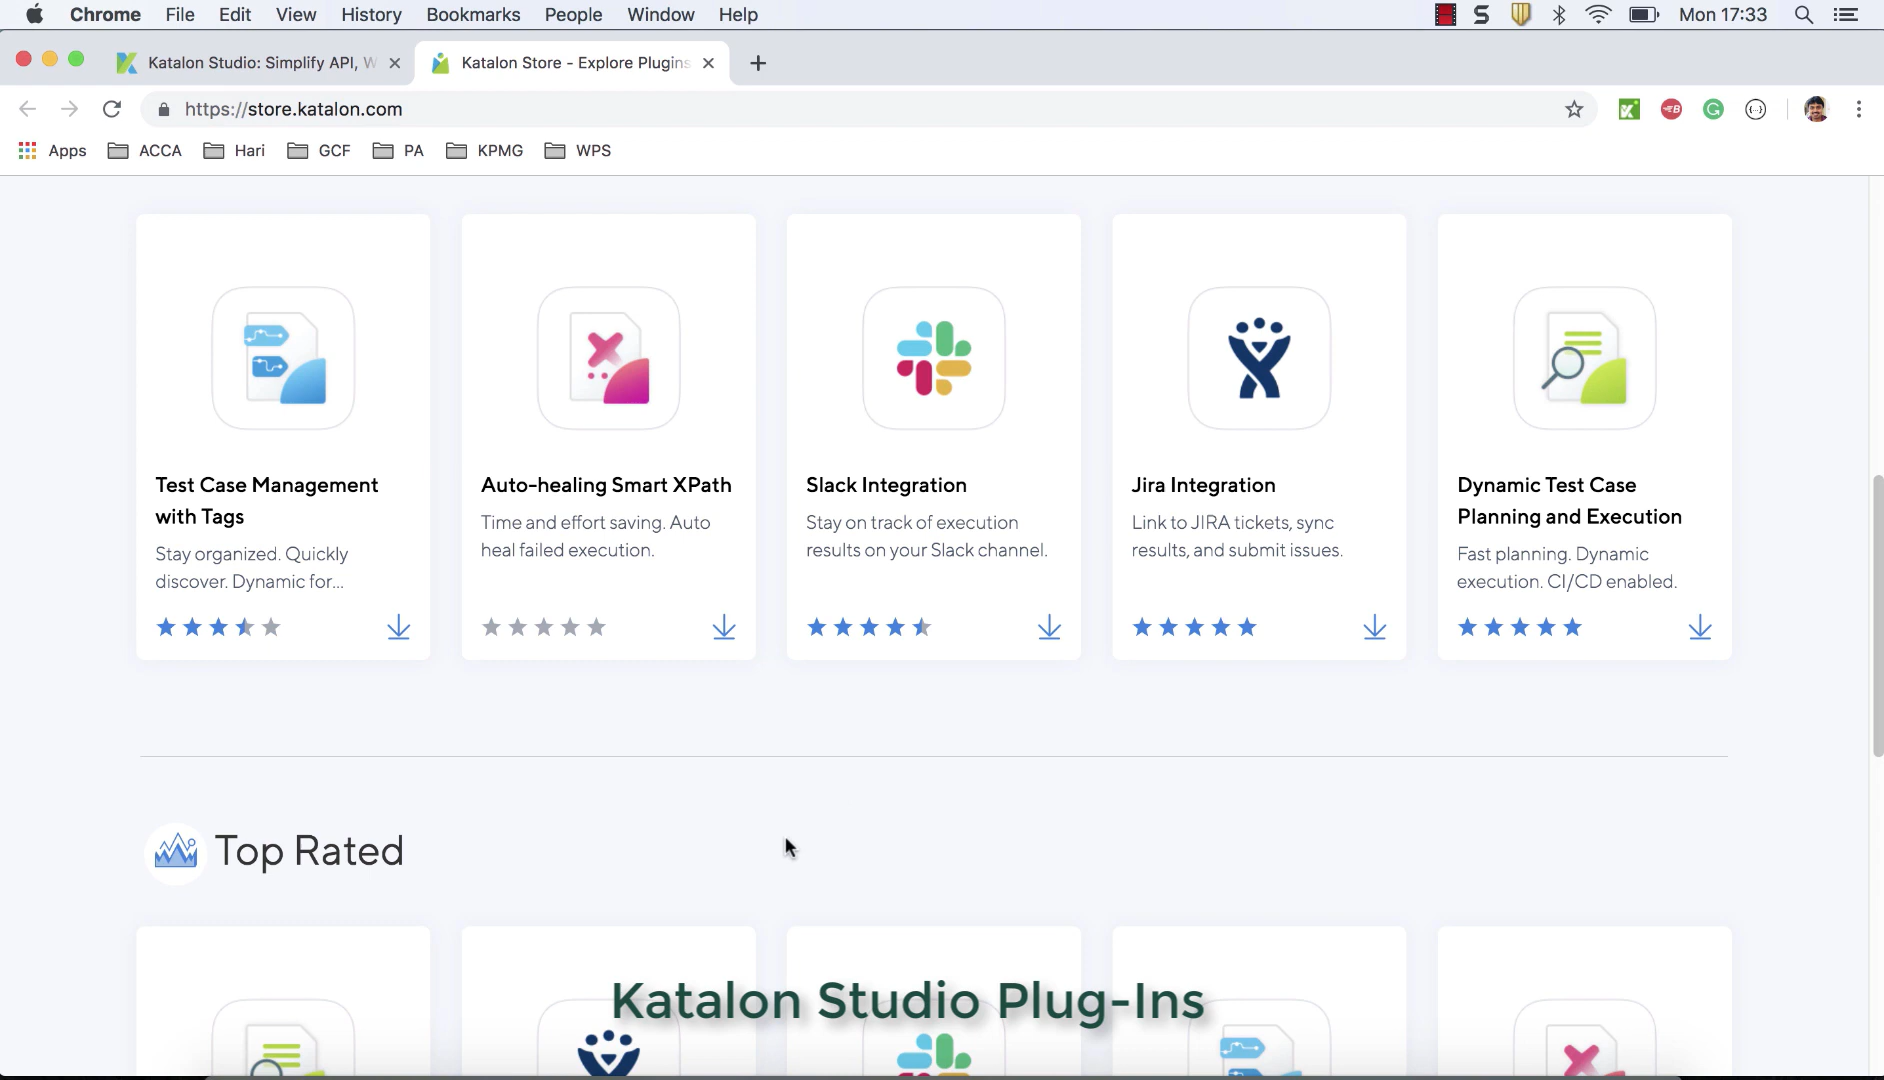 Chrome File Edit View History Bookmarks People Window Help S Mon 17:33
Katalon Studio: Simplify API, W Katalon Store - Explore Plugins
https://store.katalon.com
Apps ACCA Hari GCF PA KPMG WPS
Test Case Management
with Tags
Stay organized. Quickly
discover. Dynamic for...
Auto-healing Smart XPath
Time and effort saving. Auto
heal failed execution.
Slack Integration
Stay on track of execution
results on your Slack channel.
Jira Integration
Link to JIRA tickets, sync
results, and submit issues.
Dynamic Test Case
Planning and Execution
Fast planning. Dynamic
execution. CI/CD enabled.
Top Rated
Katalon Studio Plug-Ins